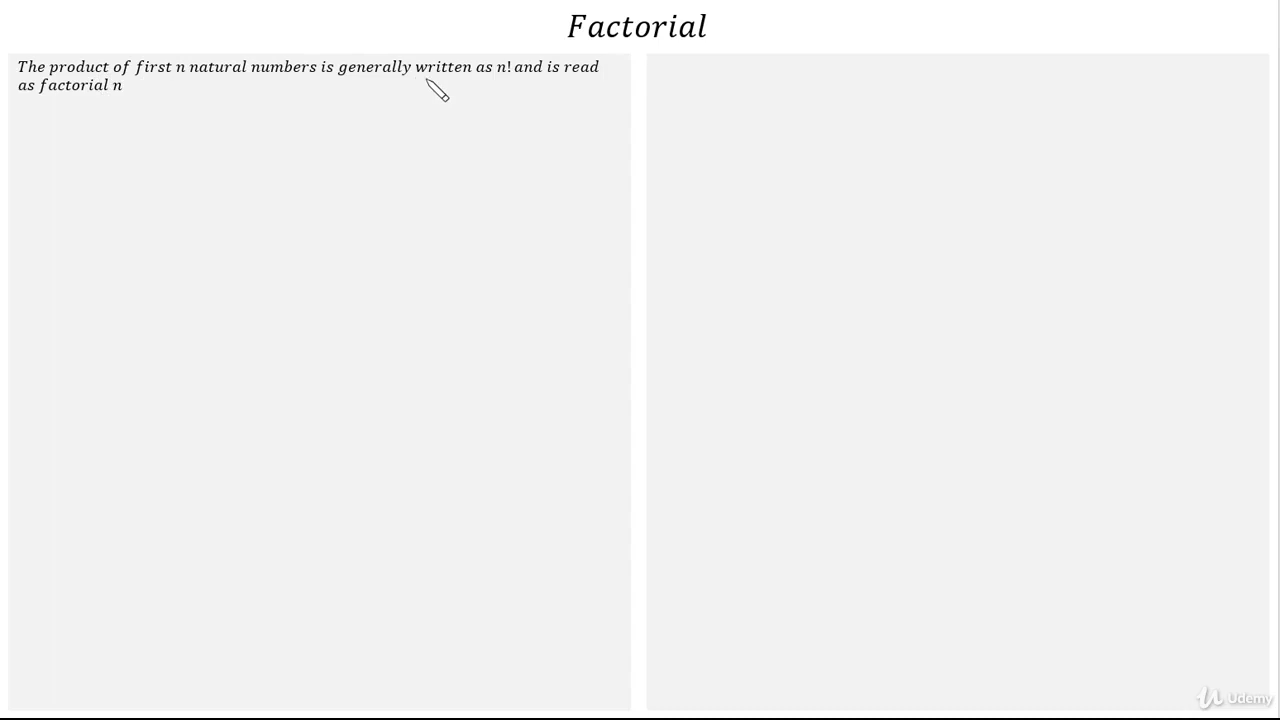 Factorial
The product of first n natural numbers is generally written as n! and is read
as factorial n
Udemy